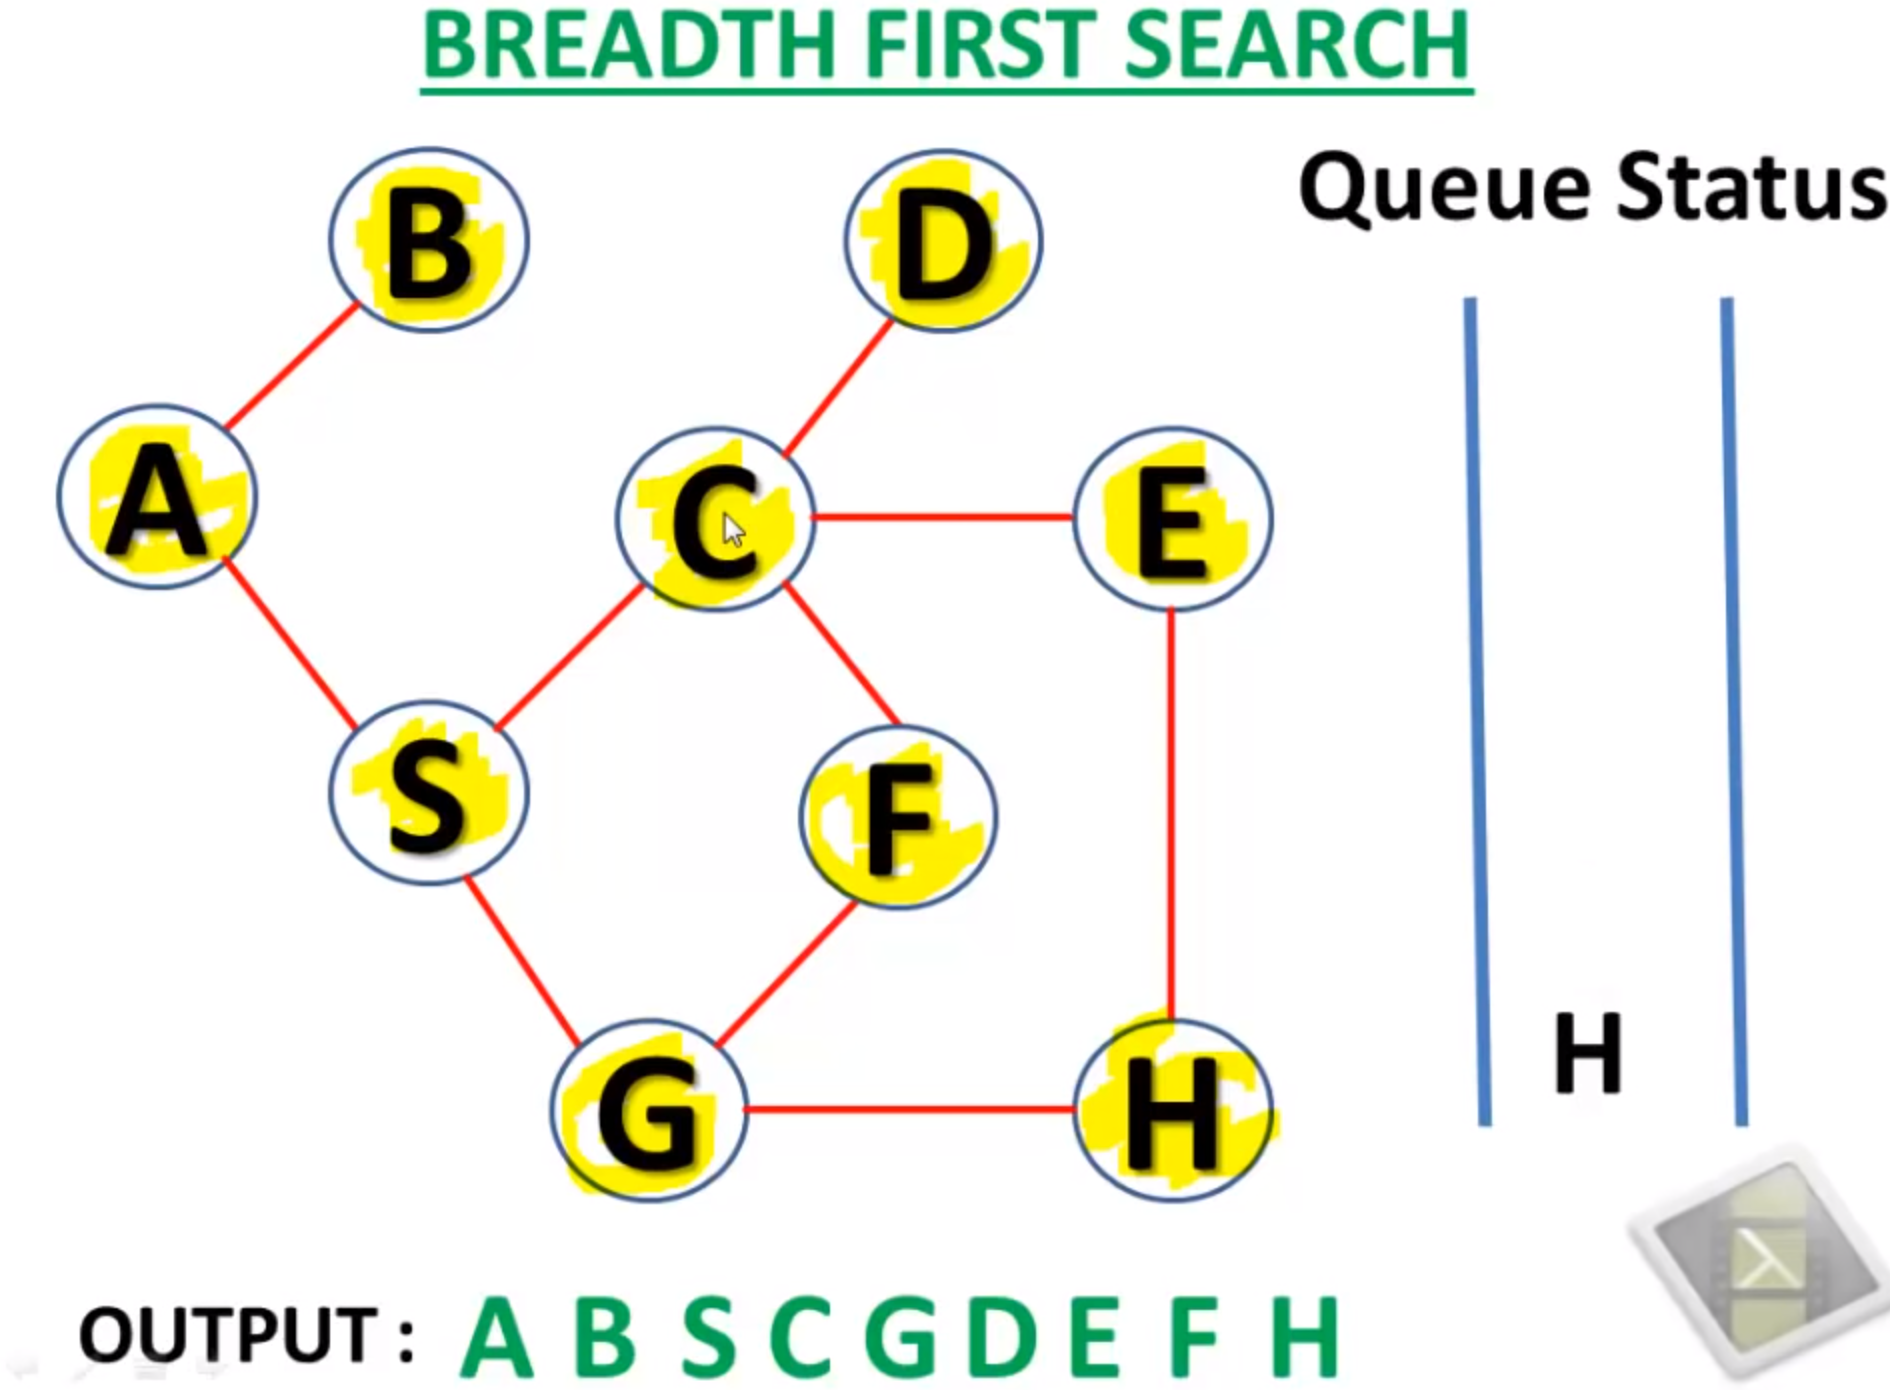 BREADTH FIRST SEARCH
B
D
Queue Status
A
C
E
S
F
G
H
H
OUTPUT : A B S C G D E F H